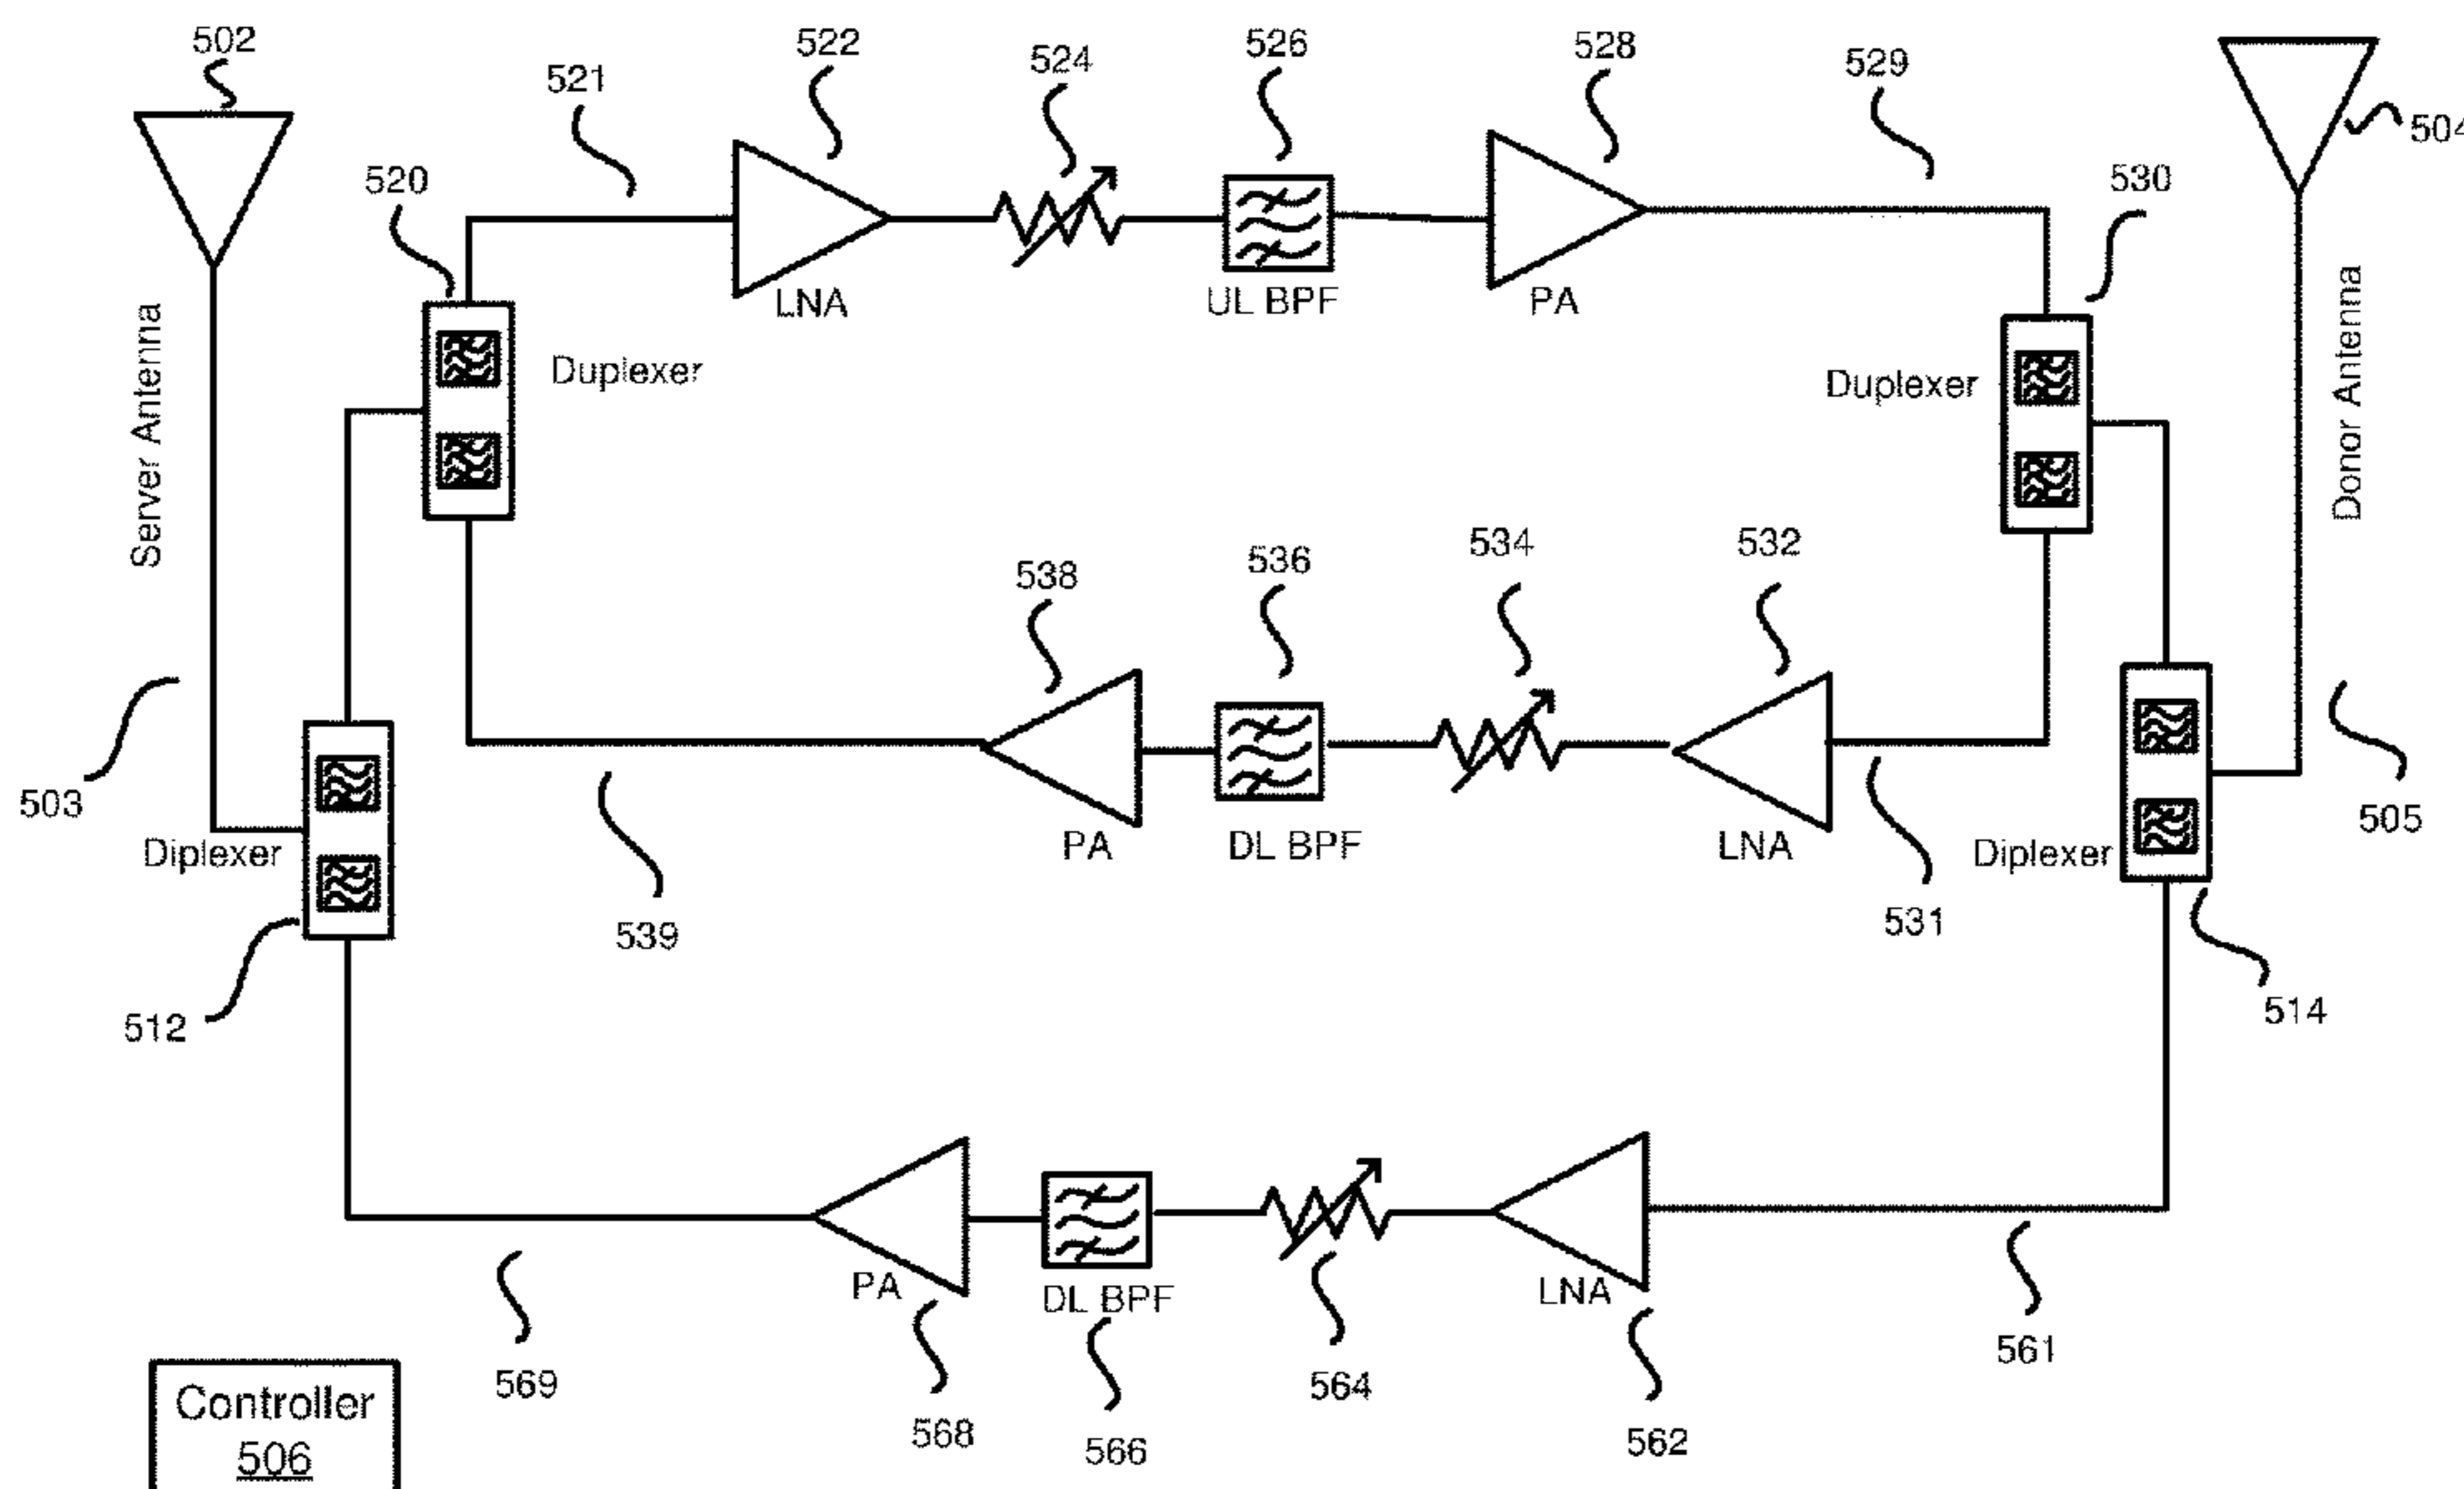 502
521
522
524
526
528
529
504
520
530
LNA
UL BPF
PA
Server Antenna
Duplexer
Duplexer
Donor Antenna
538
536
534
532
503
Diplexer
PA
DL BPF
LNA
Diplexer
505
539
531
512
514
PA
DL BPF
LNA
569
568
566
564
562
561
Controller
506